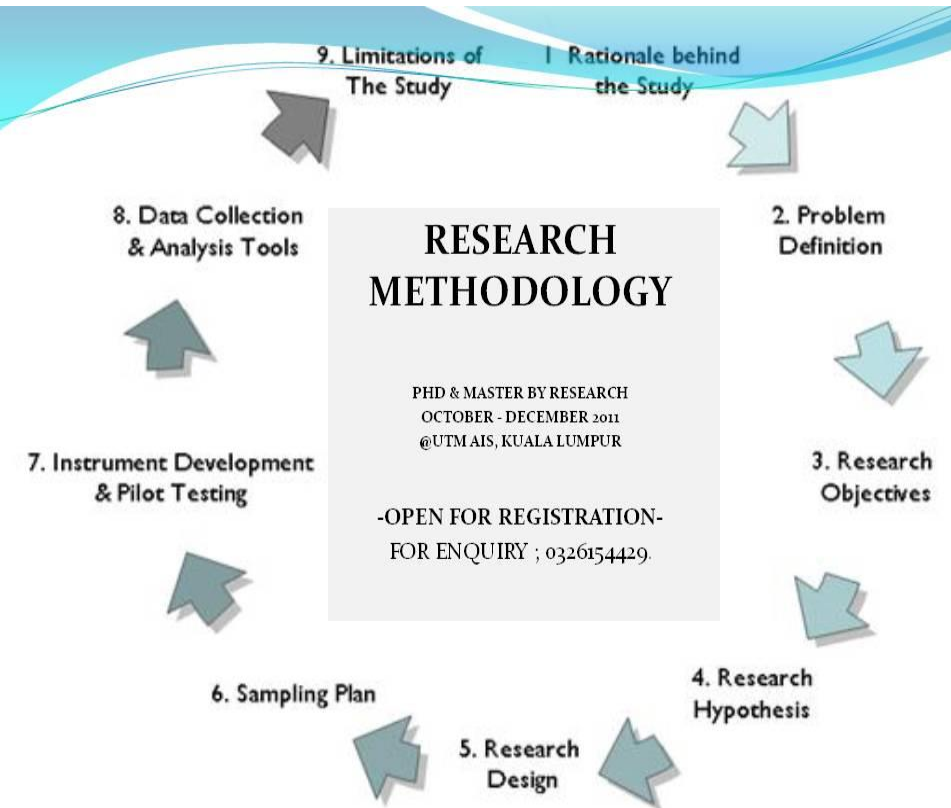 RESEARCH
METHODOLOGY
PHD & MASTER BY RESEARCH
OCTOBER - DECEMBER 2011
@UTM AIS, KUALA LUMPUR
-OPEN FOR REGISTRATION-
FOR ENQUIRY ; 0326154429.
1 Rationale behind
the Study
2. Problem
Definition
3. Research
Objectives
4. Research
Hypothesis
5. Research
Design
6. Sampling Plan
7. Instrument Development
& Pilot Testing
8. Data Collection
& Analysis Tools
9. Limitations of
The Study